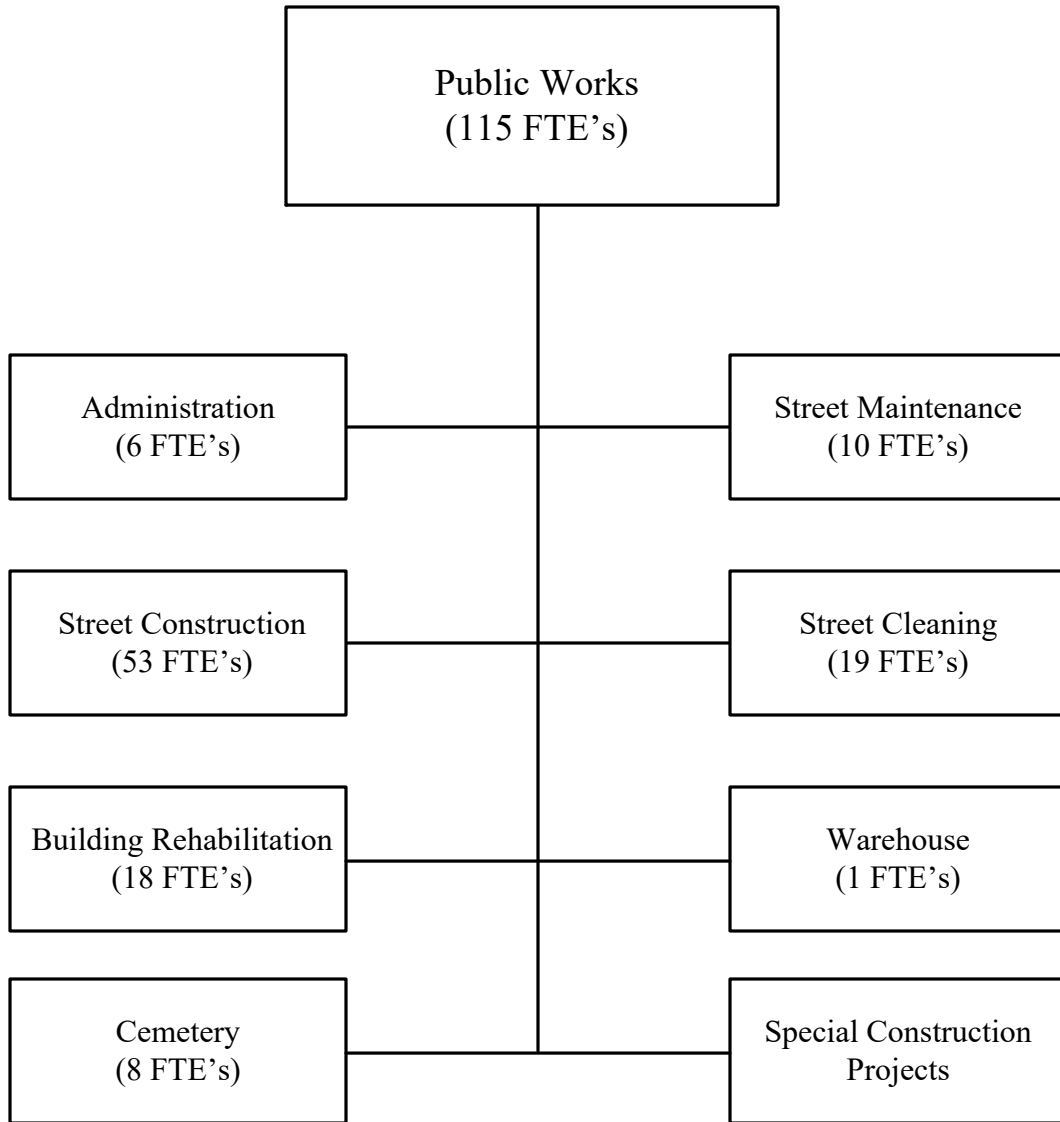 Public Works
(115 FTE’s)
Administration
(6 FTE’s)
Street Maintenance
(10 FTE’s)
Street Construction
(53 FTE’s)
Street Cleaning
(19 FTE’s)
Building Rehabilitation
(18 FTE’s)
Warehouse
(1 FTE’s)
Cemetery
(8 FTE’s)
Special Construction
Projects